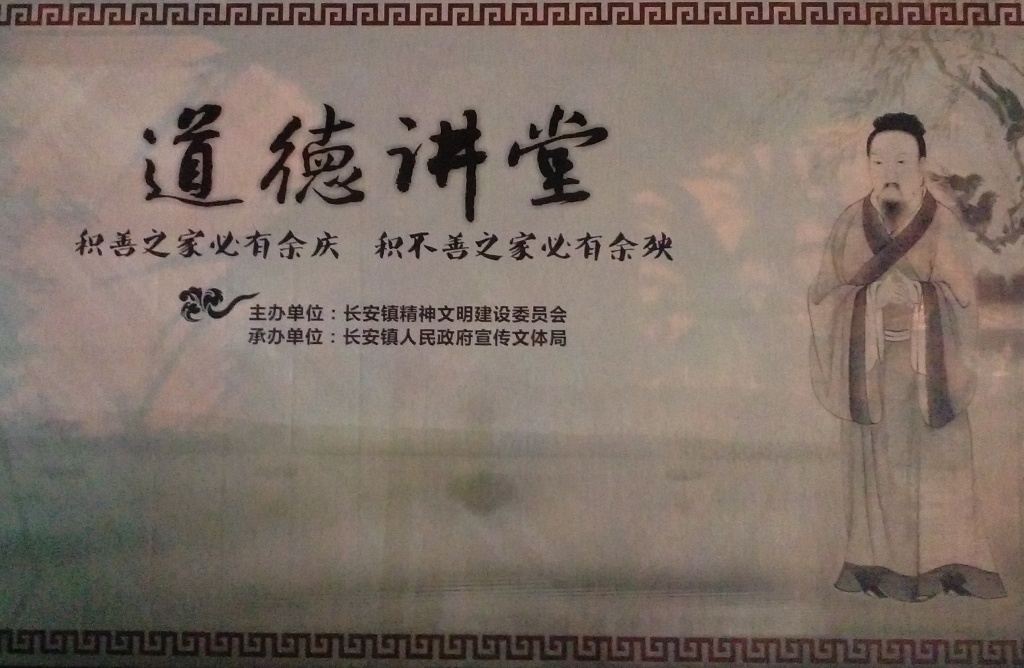 道德讲堂
积善之家必有余庆 积不善之家必有余殃
主办单位：长安镇精神文明建设委员会
承办单位：长安镇人民政府宣传文体局